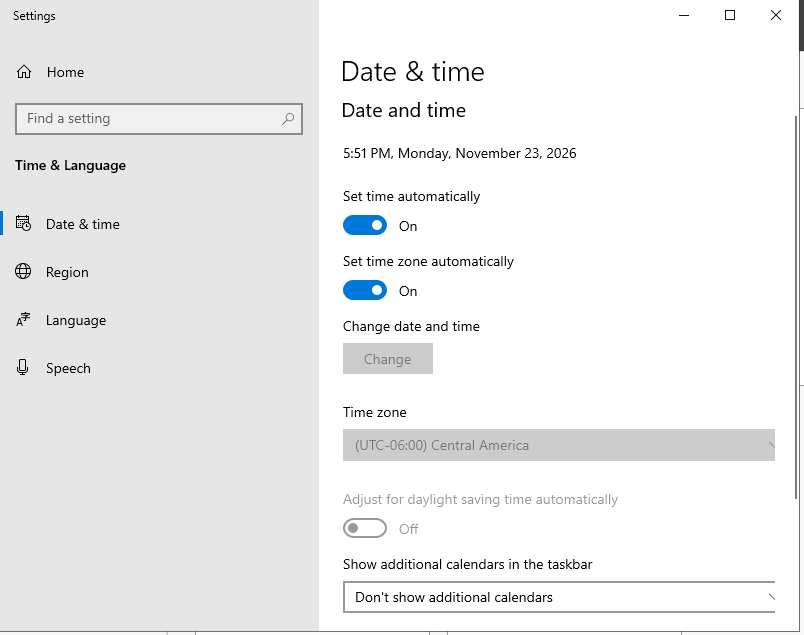 Settings
Home
Find a setting
Time & Language
Date & time
Region
Language
Speech
Date & time
Date and time
5:51 PM, Monday, November 23, 2026
Set time automatically
On
Set time zone automatically
On
Change date and time
Change
Time zone
(UTC-06:00) Central America
Adjust for daylight saving time automatically
Off
Show additional calendars in the taskbar
Don't show additional calendars